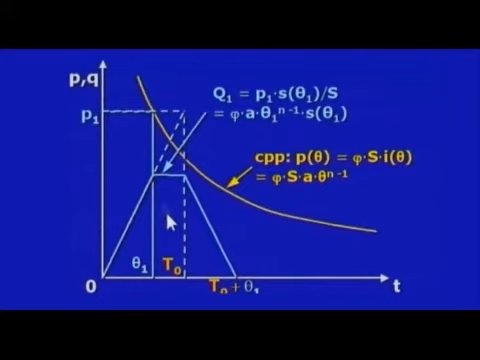 p,q
Q₁ = p₁·s(θ₁)/S
= φ·a·θ₁ⁿ⁻¹·s(θ₁)
p₁
cpp: p(θ) = φ·S·i(θ)
= φ·S·a·θⁿ⁻¹
θ₁ T₀
0 T₀+θ₁ t